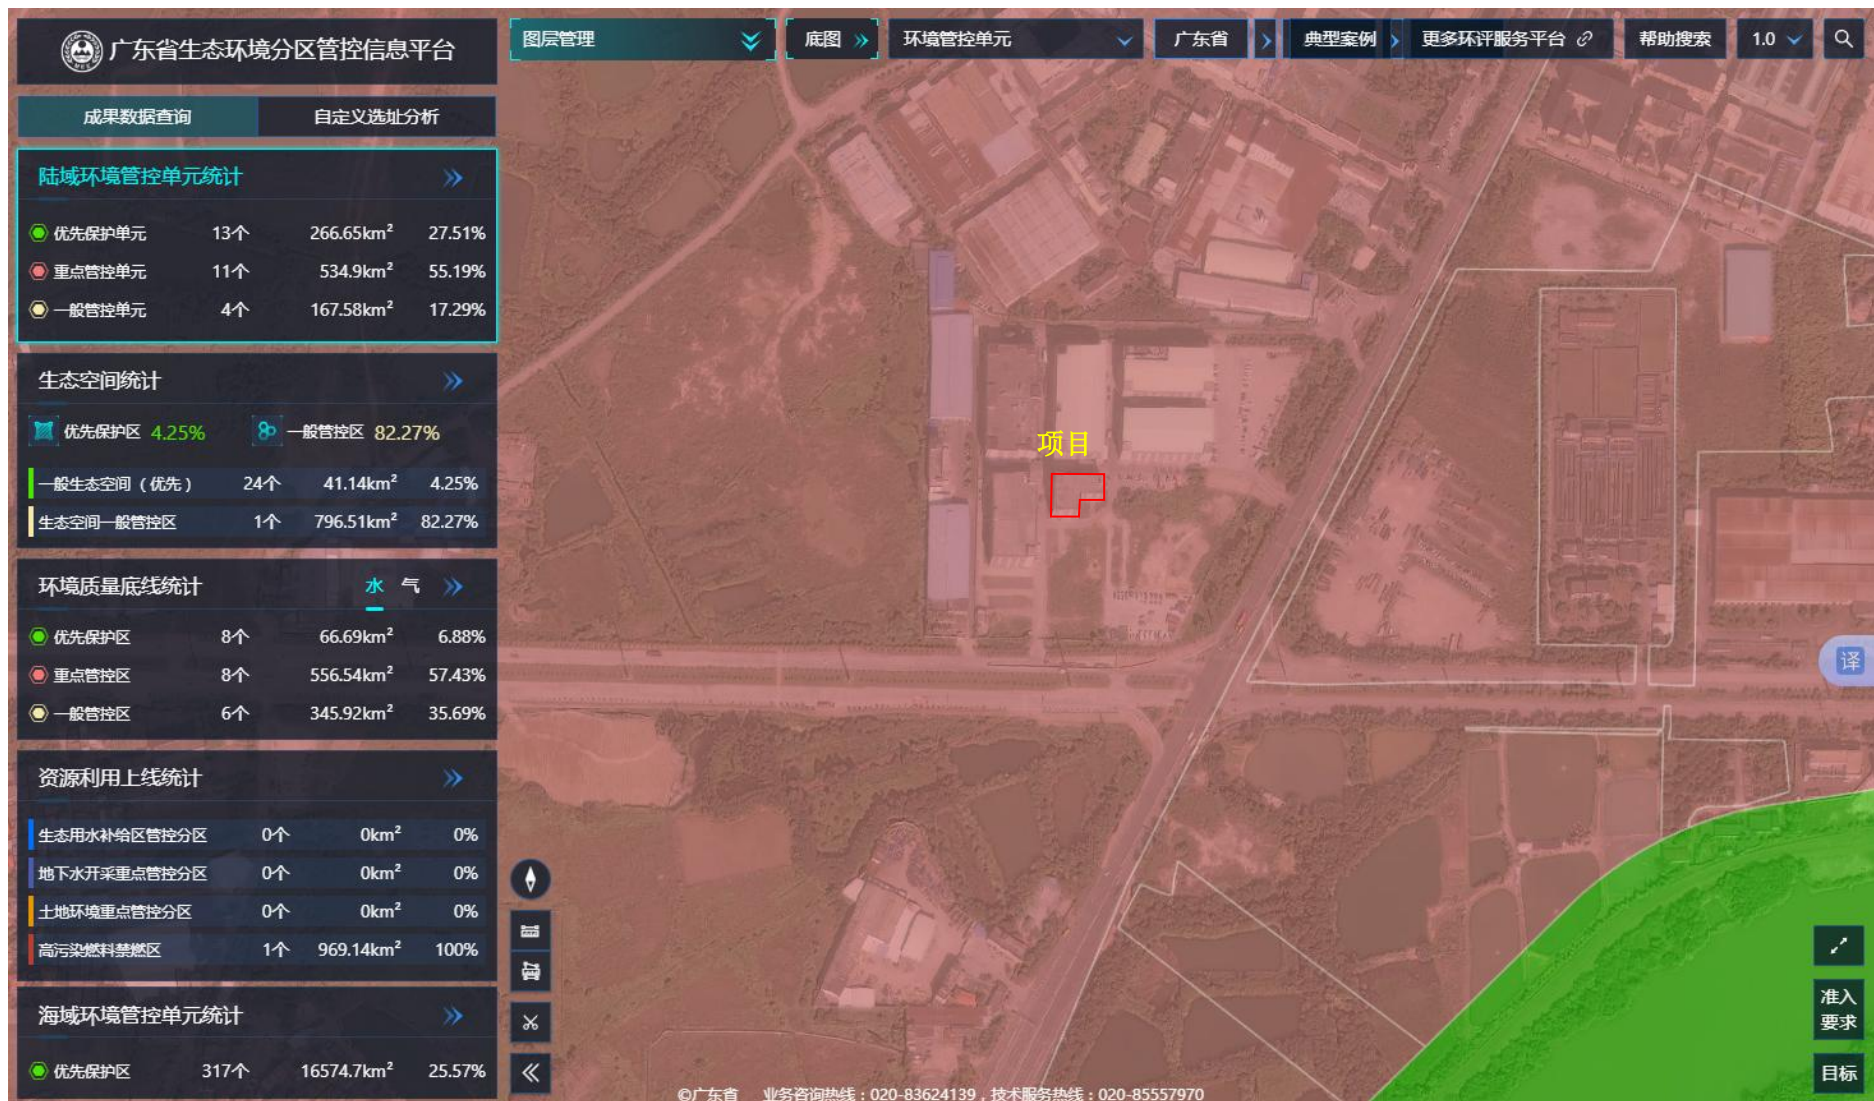 广东省生态环境分区管控信息平台
图层管理
底图
环境管控单元
广东省
典型案例
更多环评服务平台
帮助搜索
1.0
成果数据查询
自定义选址分析
陆域环境管控单元统计
优先保护单元 13个 266.65km² 27.51%
重点管控单元 11个 534.9km² 55.19%
一般管控单元 4个 167.58km² 17.29%
生态空间统计
优先保护区 4.25% 一般管控区 82.27%
一般生态空间（优先） 24个 41.14km² 4.25%
生态空间一般管控区 1个 796.51km² 82.27%
环境质量底线统计 水 气
优先保护区 8个 66.69km² 6.88%
重点管控区 8个 556.54km² 57.43%
一般管控区 6个 345.92km² 35.69%
资源利用上线统计
生态用水补给区管控分区 0个 0km² 0%
地下水开采重点管控分区 0个 0km² 0%
土地环境重点管控分区 0个 0km² 0%
高污染燃料禁燃区 1个 969.14km² 100%
海域环境管控单元统计
优先保护区 317个 16574.7km² 25.57%
项目
译
准入
要求
目标
©广东省 业务咨询热线：020-83624139，技术服务热线：020-85557970